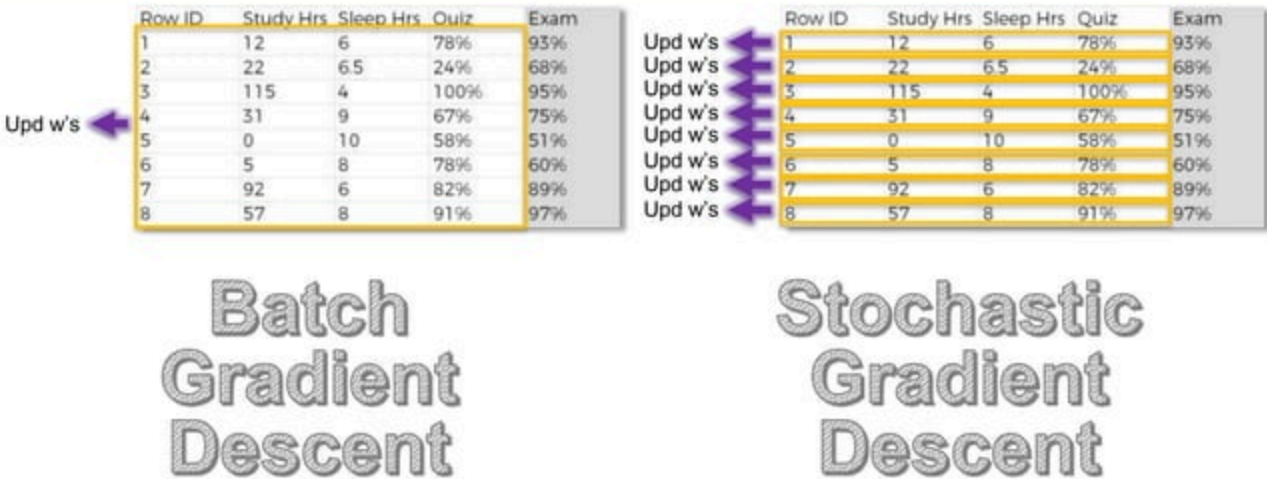 Row ID Study Hrs Sleep Hrs Quiz Exam
1 12 6 78% 93%
2 22 6.5 24% 68%
3 115 4 100% 95%
4 31 9 67% 75%
5 0 10 58% 51%
6 5 8 78% 60%
7 92 6 82% 89%
8 57 8 91% 97%
Upd w's
Batch
Gradient
Descent
Row ID Study Hrs Sleep Hrs Quiz Exam
Upd w's 1 12 6 78% 93%
Upd w's 2 22 6.5 24% 68%
Upd w's 3 115 4 100% 95%
Upd w's 4 31 9 67% 75%
Upd w's 5 0 10 58% 51%
Upd w's 6 5 8 78% 60%
Upd w's 7 92 6 82% 89%
Upd w's 8 57 8 91% 97%
Stochastic
Gradient
Descent